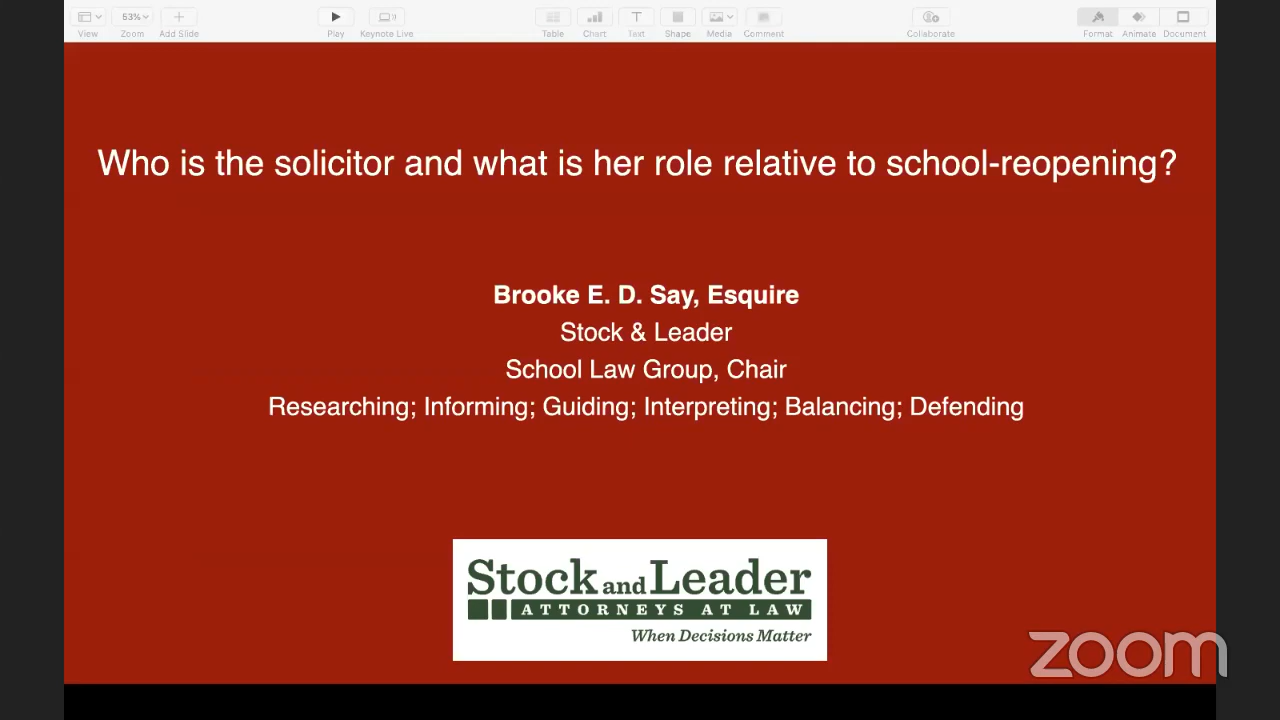 53%
View
Zoom
Add Slide
Play
Keynote Live
Table
Chart
Text
Shape
Media
Comment
Collaborate
Format
Animate
Document
Who is the solicitor and what is her role relative to school-reopening?
Brooke E. D. Say, Esquire
Stock & Leader
School Law Group, Chair
Researching; Informing; Guiding; Interpreting; Balancing; Defending
Stock and Leader
ATTORNEYS AT LAW
When Decisions Matter
zoom